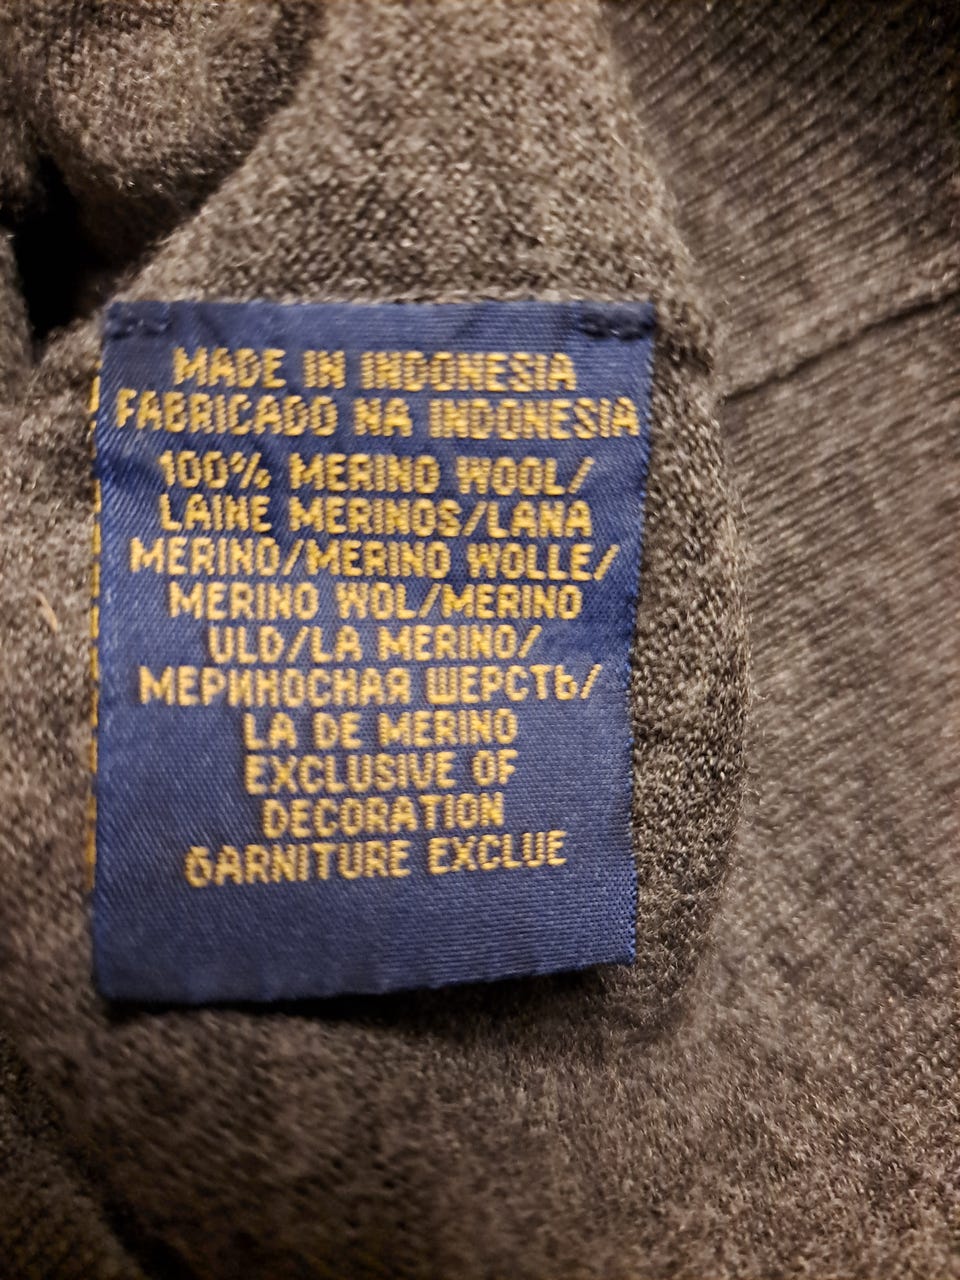 MADE IN INDONESIA
FABRICADO NA INDONESIA
100% MERINO WOOL/
LAINE MERINOS/LANA
MERINO/MERINO WOLLE/
MERINO WOL/MERINO
ULD/LA MERINO/
МЕРИНОСНАЯ ШЕРСТЬ/
LA DE MERINO
EXCLUSIVE OF
DECORATION
GARNITURE EXCLUE